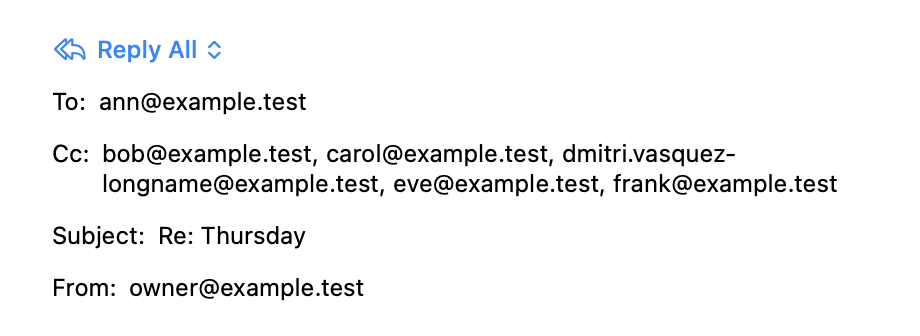 Reply All
To: ann@example.test
Cc: bob@example.test, carol@example.test, dmitri.vasquez-
longname@example.test, eve@example.test, frank@example.test
Subject: Re: Thursday
From: owner@example.test